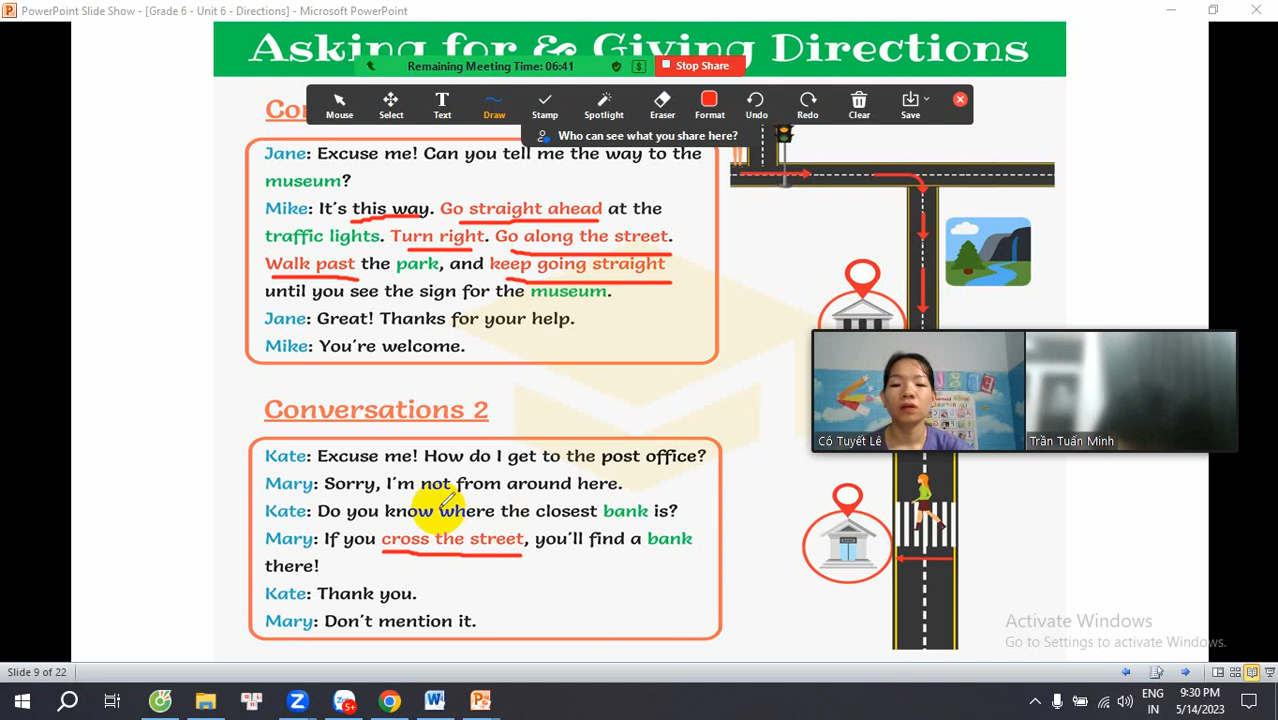 PowerPoint Slide Show - [Grade 6 - Unit 6 - Directions] - Microsoft PowerPoint
Asking for & Giving Directions
Remaining Meeting Time: 06:41
Stop Share
Mouse
Select
Text
Draw
Stamp
Spotlight
Eraser
Format
Undo
Redo
Clear
Save
Who can see what you share here?
Jane: Excuse me! Can you tell me the way to the
museum?
Mike: It's this way. Go straight ahead at the
traffic lights. Turn right. Go along the street.
Walk past the park, and keep going straight
until you see the sign for the museum.
Jane: Great! Thanks for your help.
Mike: You're welcome.
Conversations 2
Kate: Excuse me! How do I get to the post office?
Mary: Sorry, I'm not from around here.
Kate: Do you know where the closest bank is?
Mary: If you cross the street, you'll find a bank
there!
Kate: Thank you.
Mary: Don't mention it.
Cô Tuyết Lê
Trần Tuấn Minh
Activate Windows
Go to Settings to activate Windows.
Slide 9 of 22
ENG
IN
9:30 PM
5/14/2023